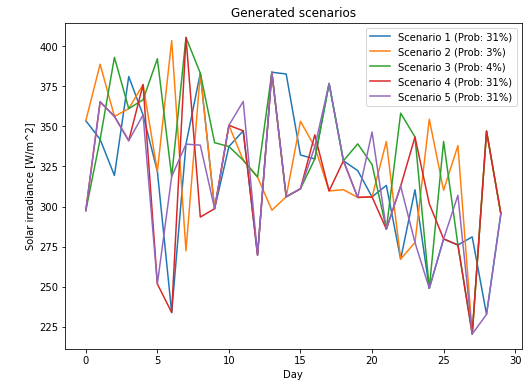 Generated scenarios
Solar irradiance [W/m^2]
400
375
350
325
300
275
250
225
Scenario 1 (Prob: 31%)
Scenario 2 (Prob: 3%)
Scenario 3 (Prob: 4%)
Scenario 4 (Prob: 31%)
Scenario 5 (Prob: 31%)
0 5 10 15 20 25 30
Day